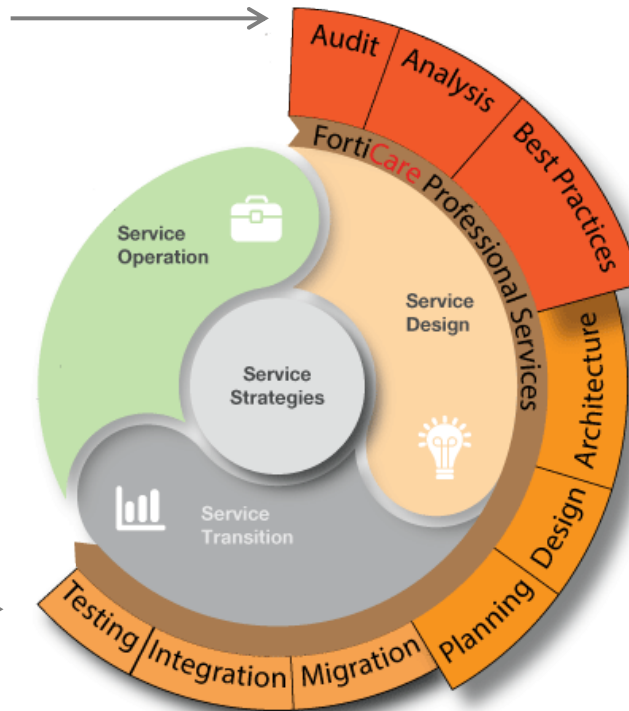 Audit
Analysis
Best Practices
FortiCare Professional Services
Service
Operation
Service
Design
Service
Strategies
Architecture
Design
Service
Transition
Planning
Testing
Integration
Migration